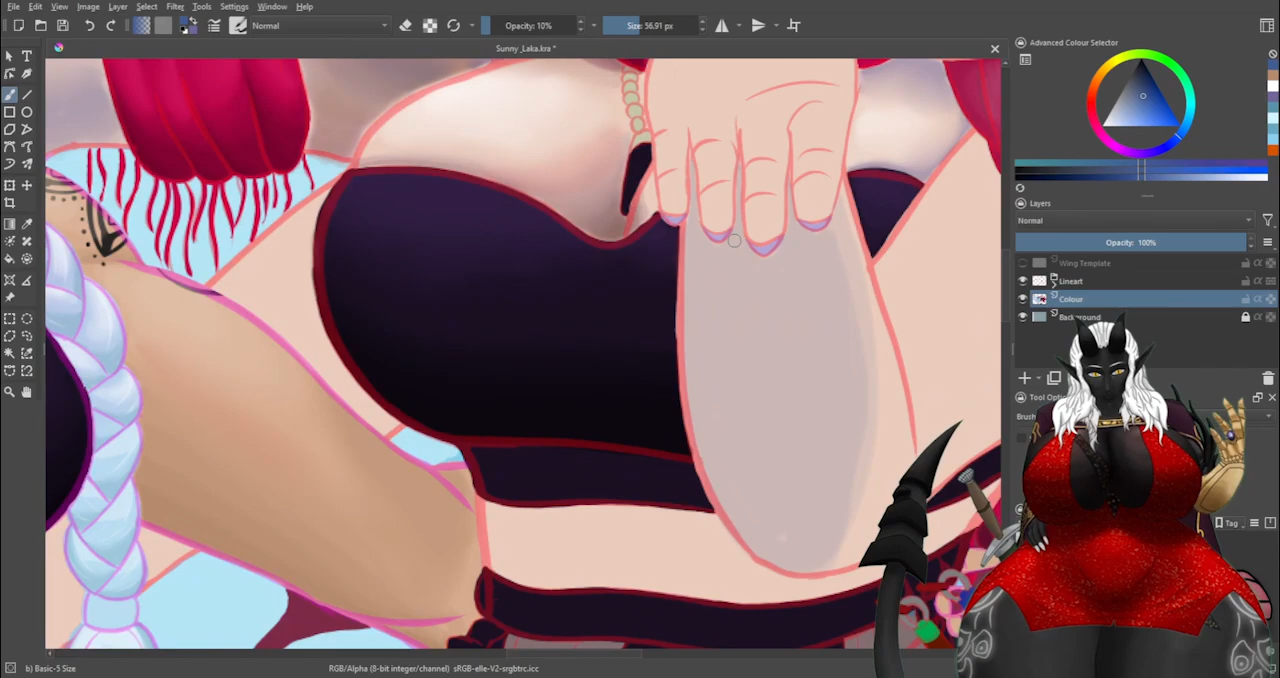 File Edit View Image Layer Select Filter Tools Settings Window Help
Normal Opacity: 10% Size: 56.91 px
Sunny_Laka.kra *
Advanced Colour Selector
Layers
Normal
Opacity: 100%
Wing Template
Lineart
Colour
Background
Tool Opti
Brus
Tag
b) Basic-5 Size RGB/Alpha (8-bit integer/channel) sRGB-elle-V2-srgbtrc.icc